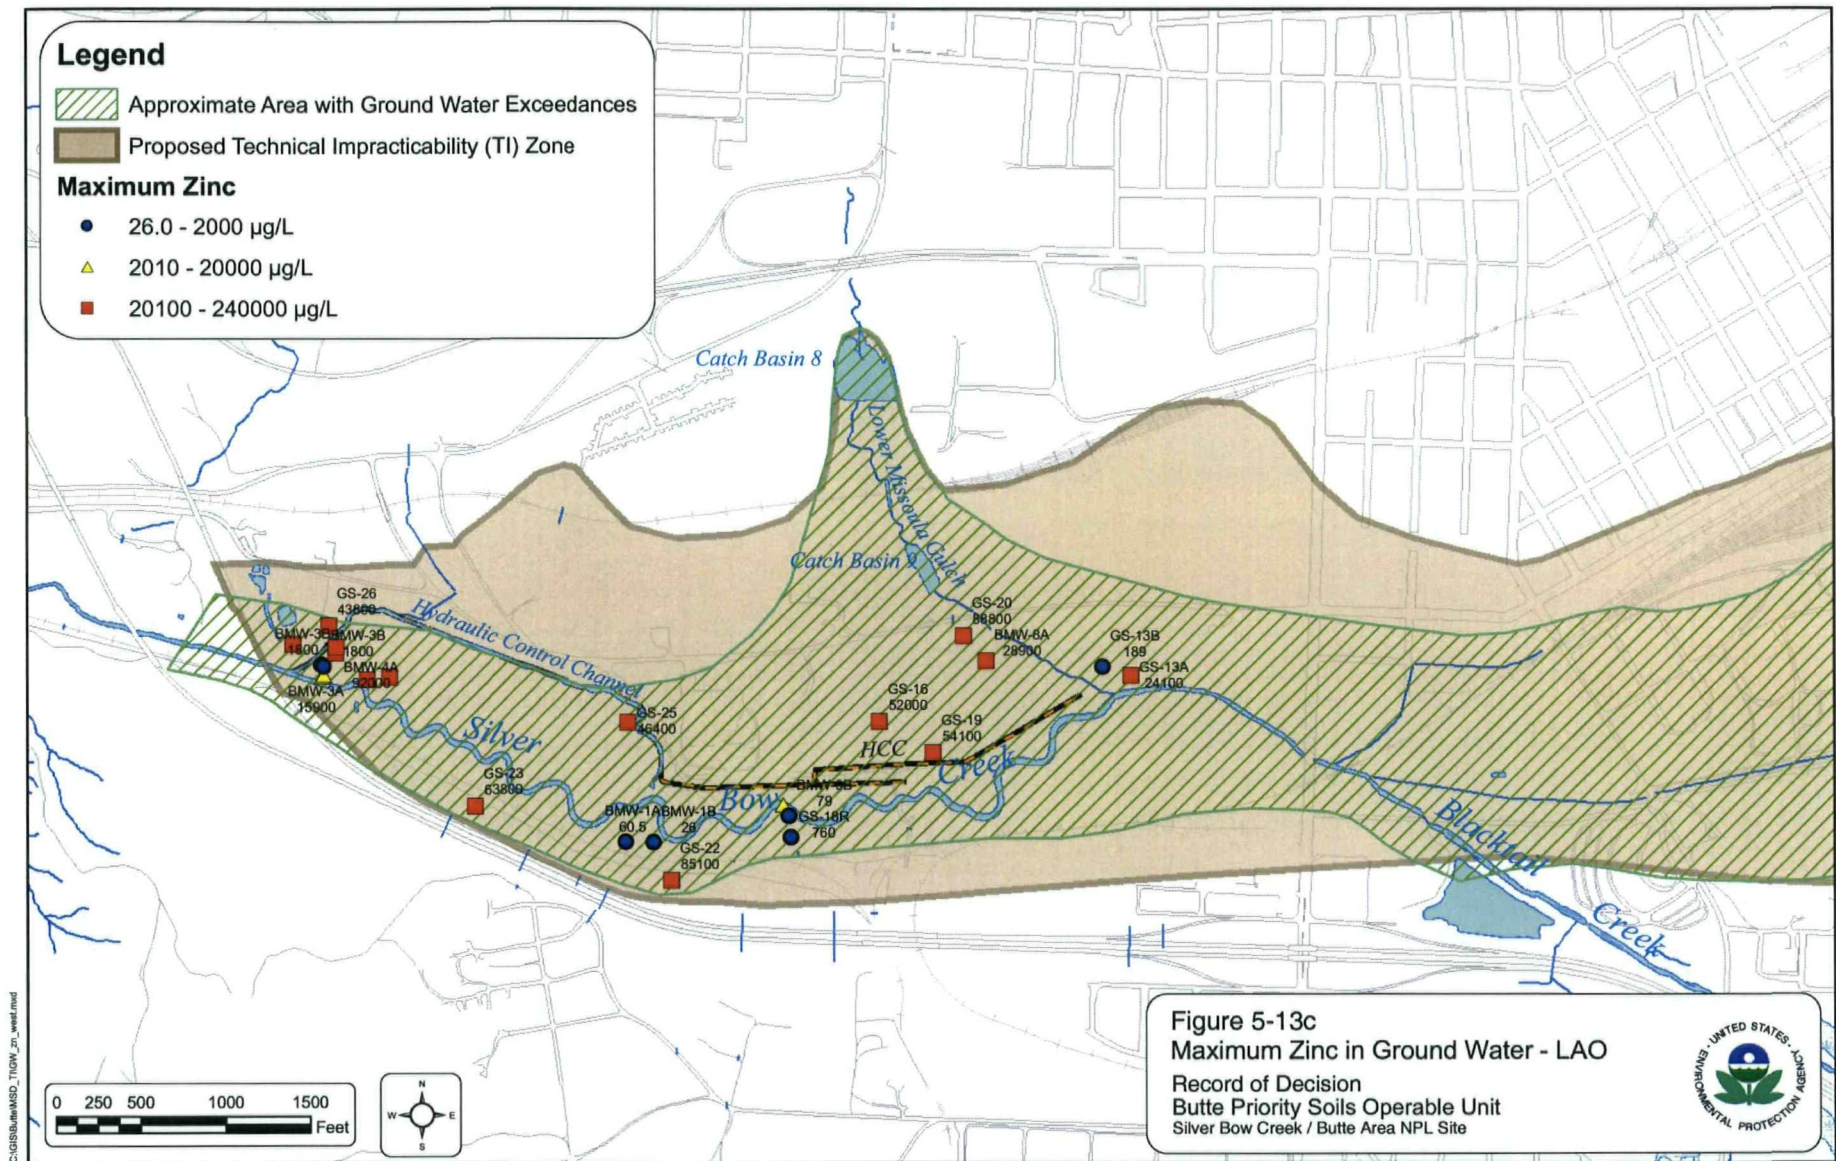 Legend
Approximate Area with Ground Water Exceedances
Proposed Technical Impracticability (TI) Zone
Maximum Zinc
26.0 - 2000 µg/L
2010 - 20000 µg/L
20100 - 240000 µg/L
Catch Basin 8
Lower Missoula Gulch
Catch Basin 9
Hydraulic Control Channel
GS-26
43800
BMW-3B
1800
BMW-3B
1800
BMW-4A
92000
BMW-3A
15900
GS-20
88800
BMW-8A
28900
GS-13B
189
GS-13A
24100
GS-25
46400
GS-16
52000
GS-19
54100
HCC
Silver
Bow
Creek
GS-23
63800
79
BMW-1A
60.5
BMW-1B
26
GS-18R
760
GS-22
85100
Blacktail
Creek
Figure 5-13c
Maximum Zinc in Ground Water - LAO
Record of Decision
Butte Priority Soils Operable Unit
Silver Bow Creek / Butte Area NPL Site
UNITED STATES
ENVIRONMENTAL PROTECTION AGENCY
0 250 500 1000 1500
Feet
N
W E
S